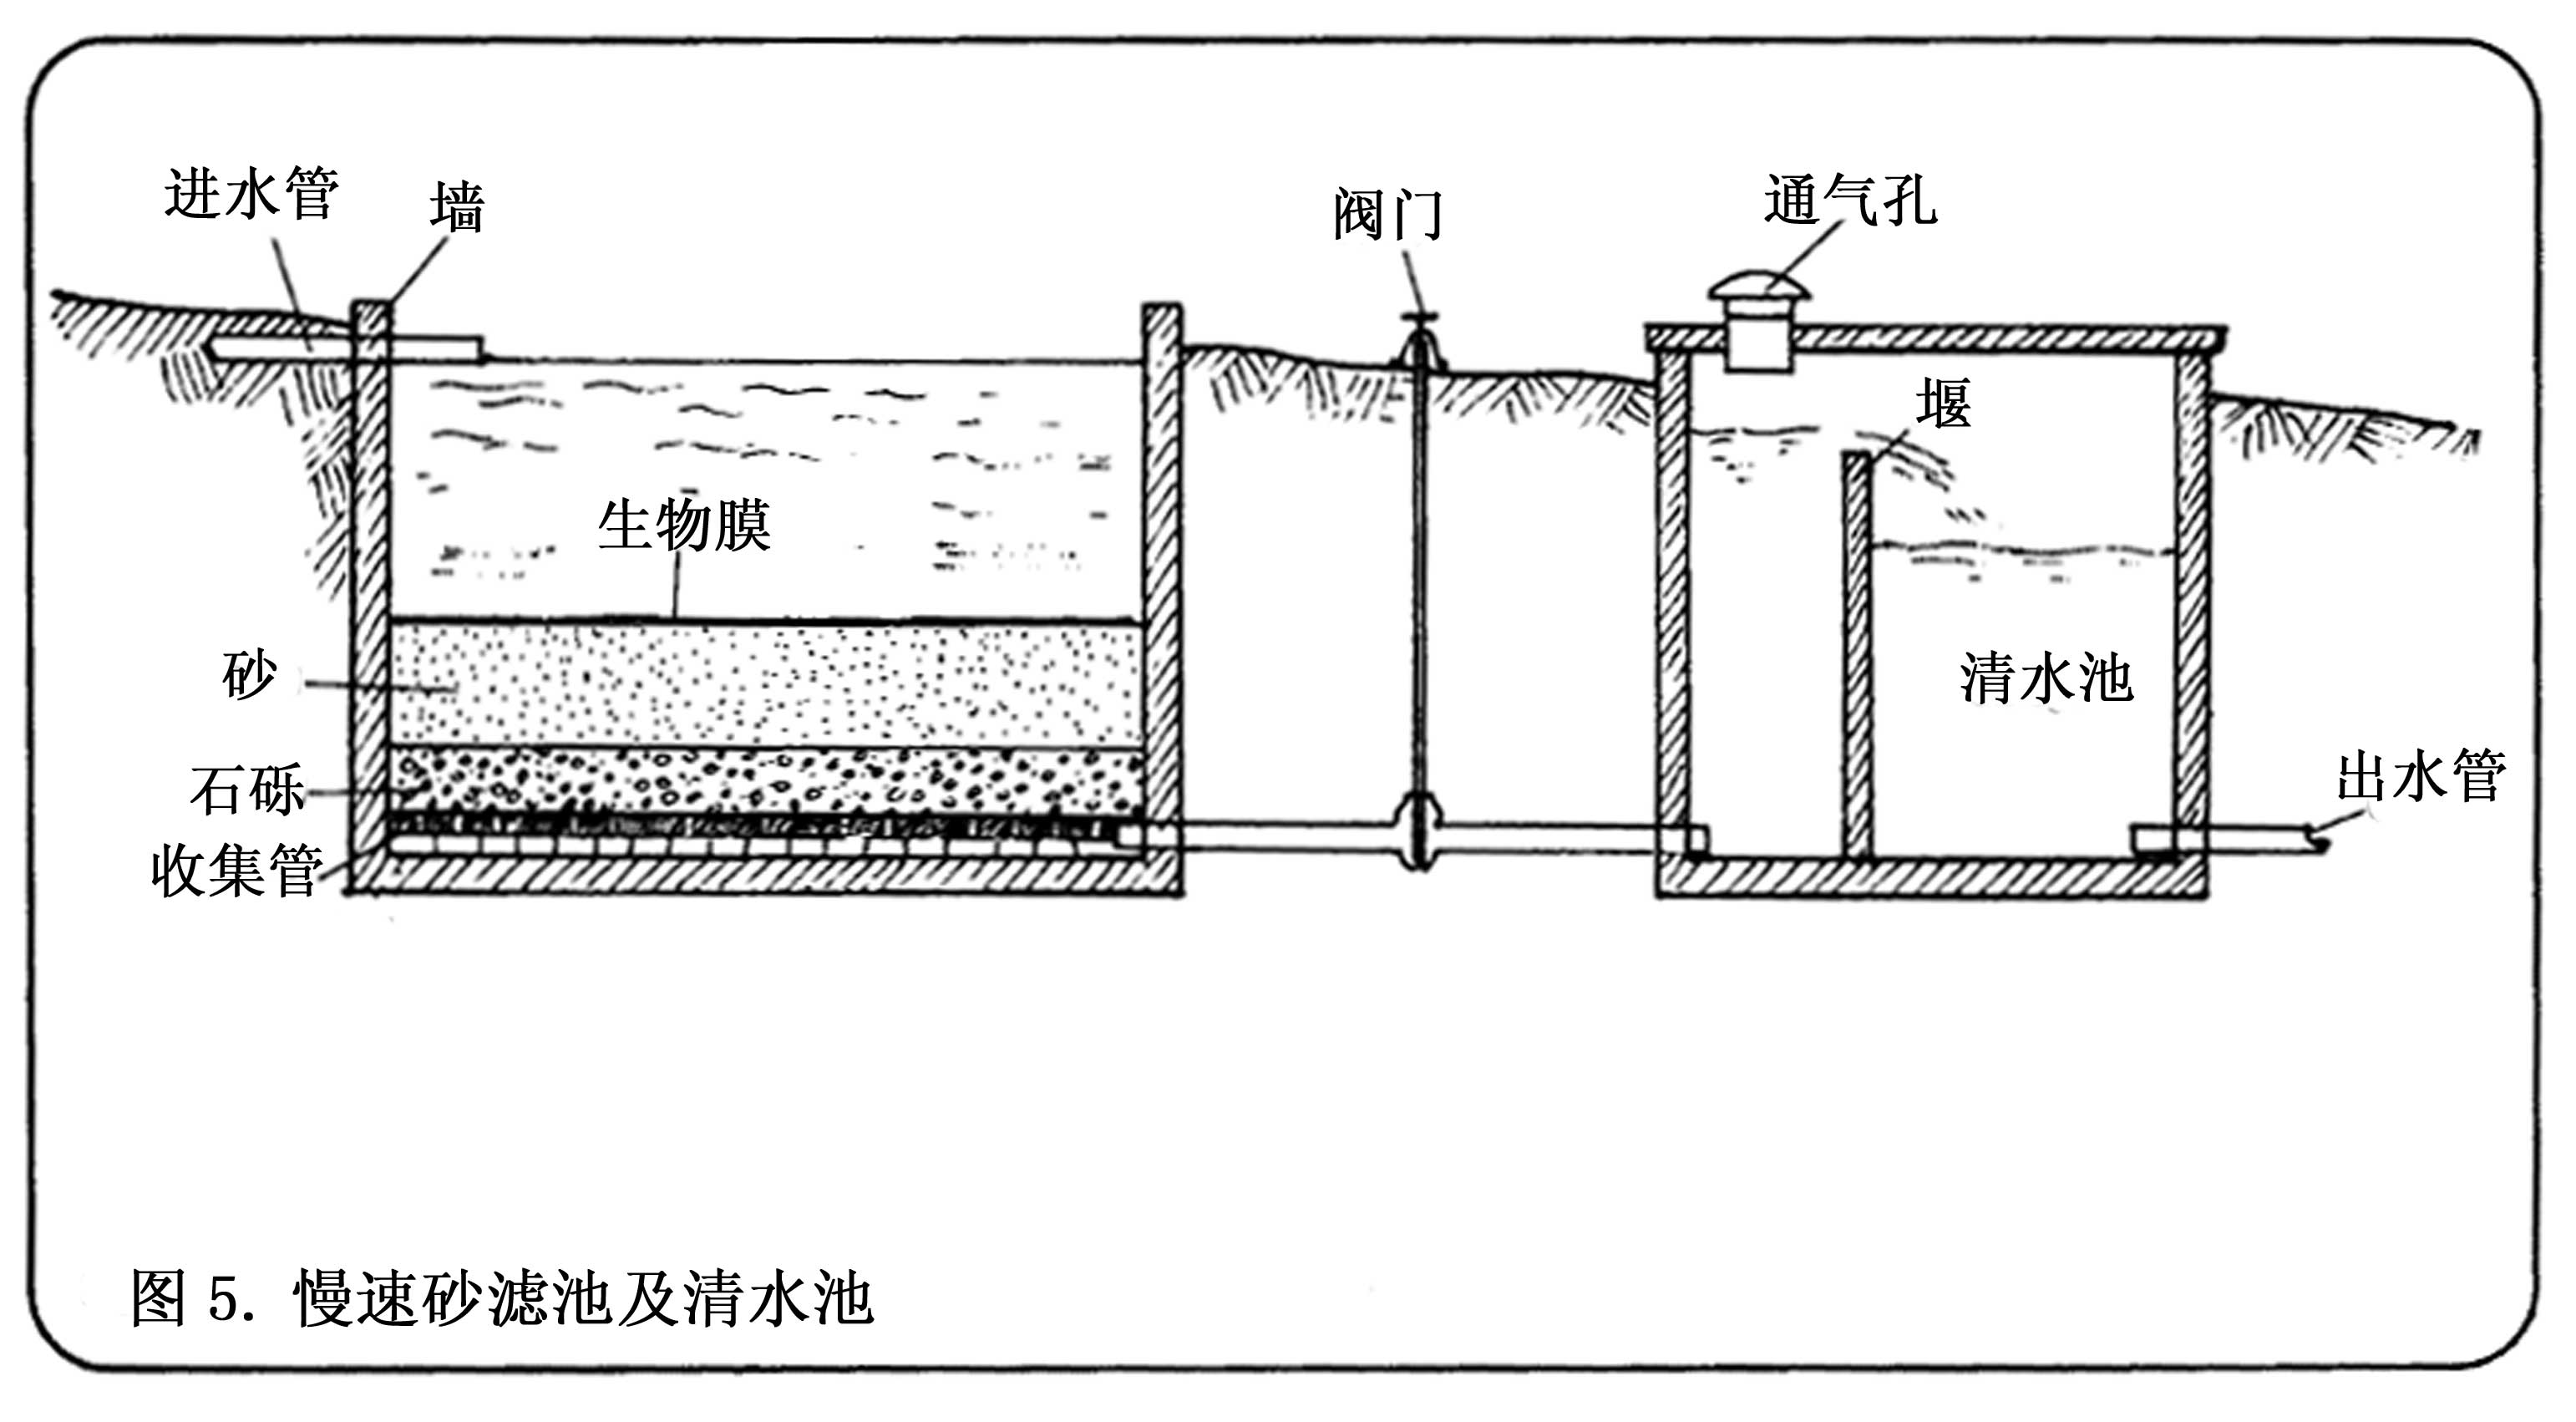 进水管
墙
阀门
通气孔
堰
生物膜
砂
清水池
石砾
出水管
收集管
图 5. 慢速砂滤池及清水池